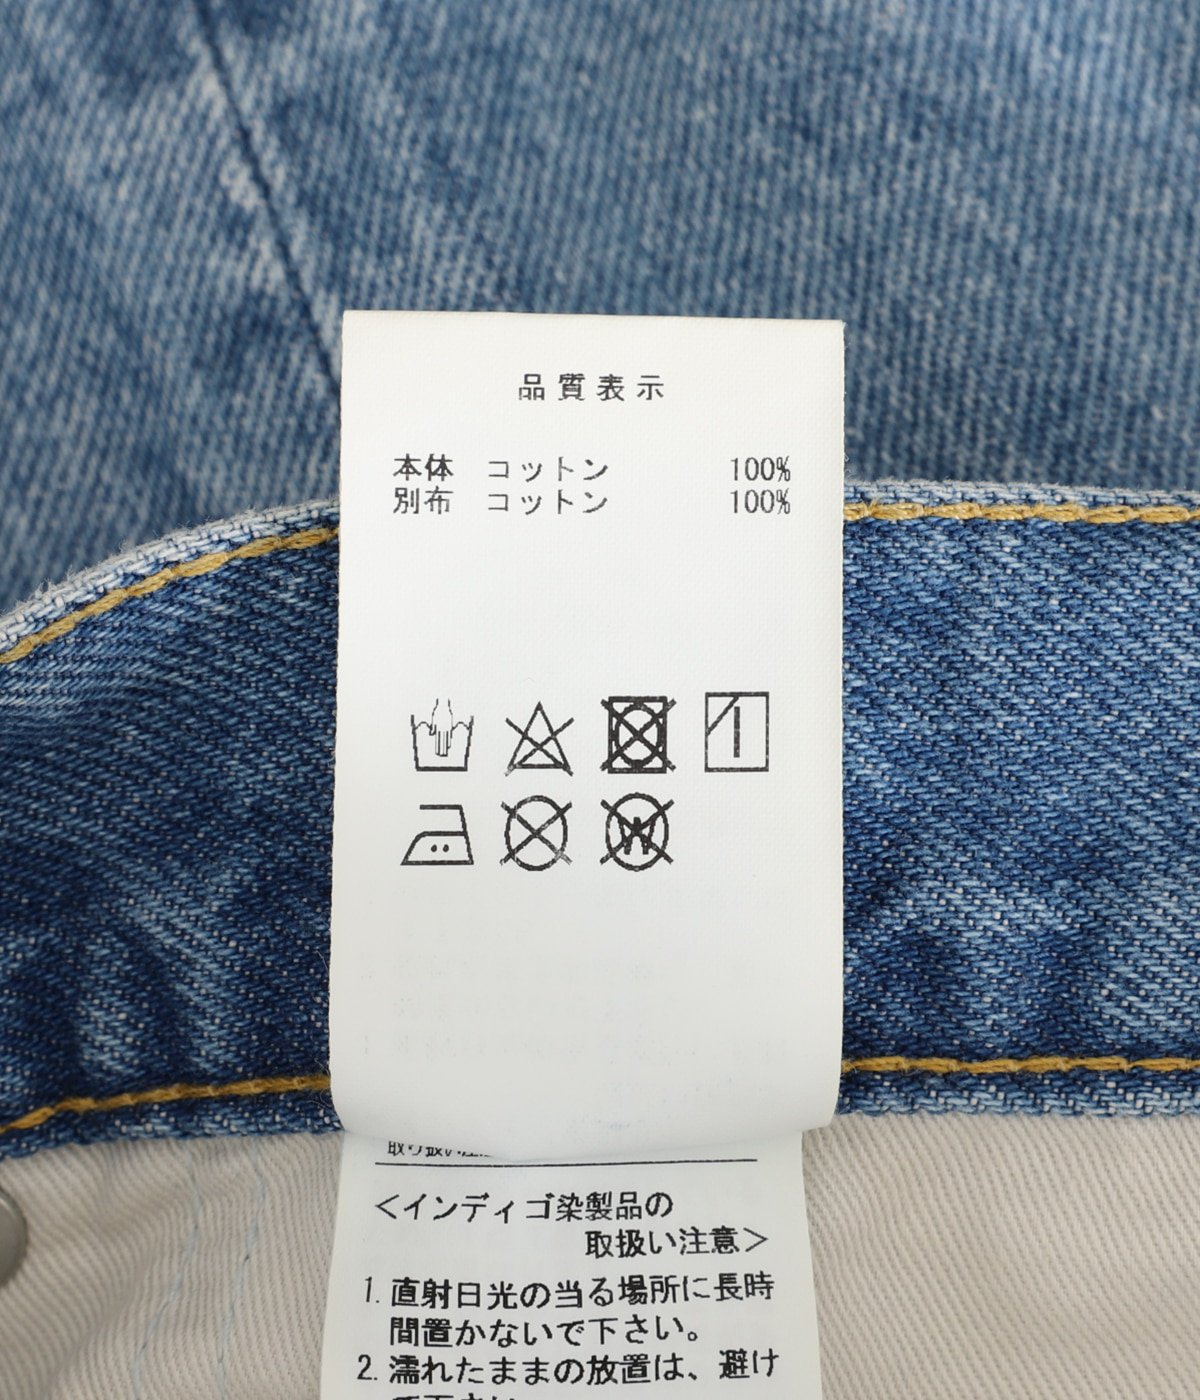 品質表示
本体 コットン 100%
別布 コットン 100%
W
<インディゴ染製品の
取扱い注意>
1. 直射日光の当る場所に長時
間置かないで下さい。
2. 濡れたままの放置は、避け